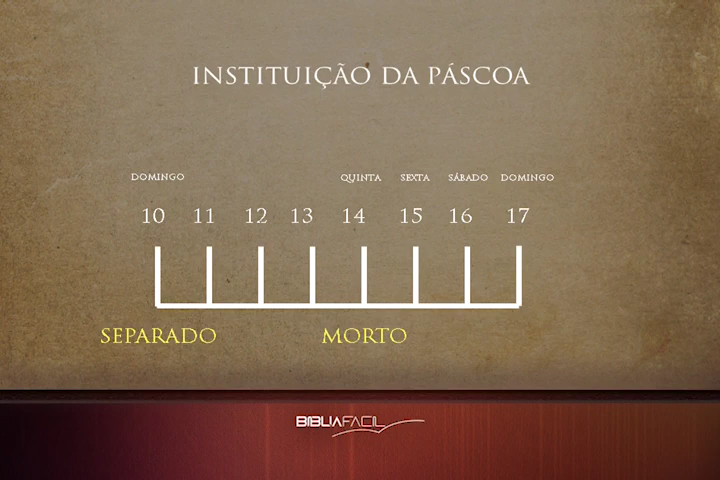 INSTITUIÇÃO DA PÁSCOA
DOMINGO QUINTA SEXTA SÁBADO DOMINGO
10 11 12 13 14 15 16 17
SEPARADO MORTO
BIBLIAFACIL